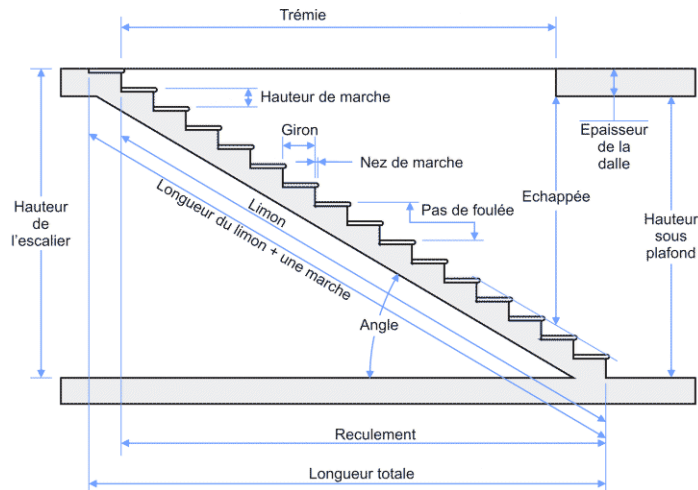 Trémie
Hauteur de marche
Giron
Nez de marche
Epaisseur
de la
dalle
Hauteur
de
l'escalier
Limon
Longueur du limon + une marche
Pas de foulée
Echappée
Hauteur
sous
plafond
Angle
Reculement
Longueur totale